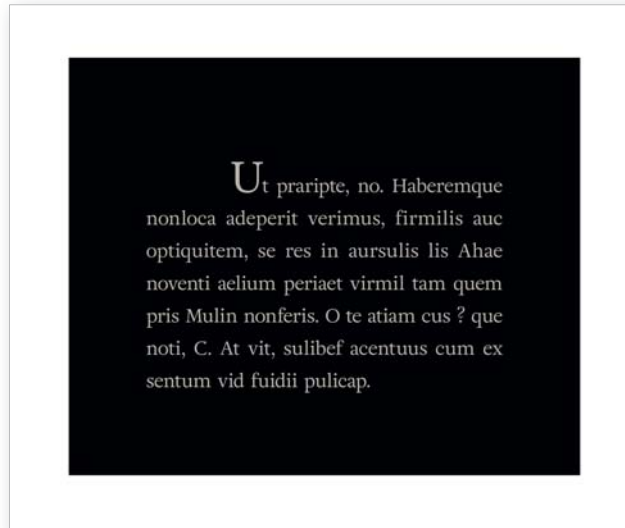 Ut praripte, no. Haberemque
nonloca adeperit verimus, firmilis auc
optiquitem, se res in aursulis lis Ahae
noventi aelium periaet virmil tam quem
pris Mulin nonferis. O te atiam cus ? que
noti, C. At vit, sulibef acentuus cum ex
sentum vid fuidii pulicap.